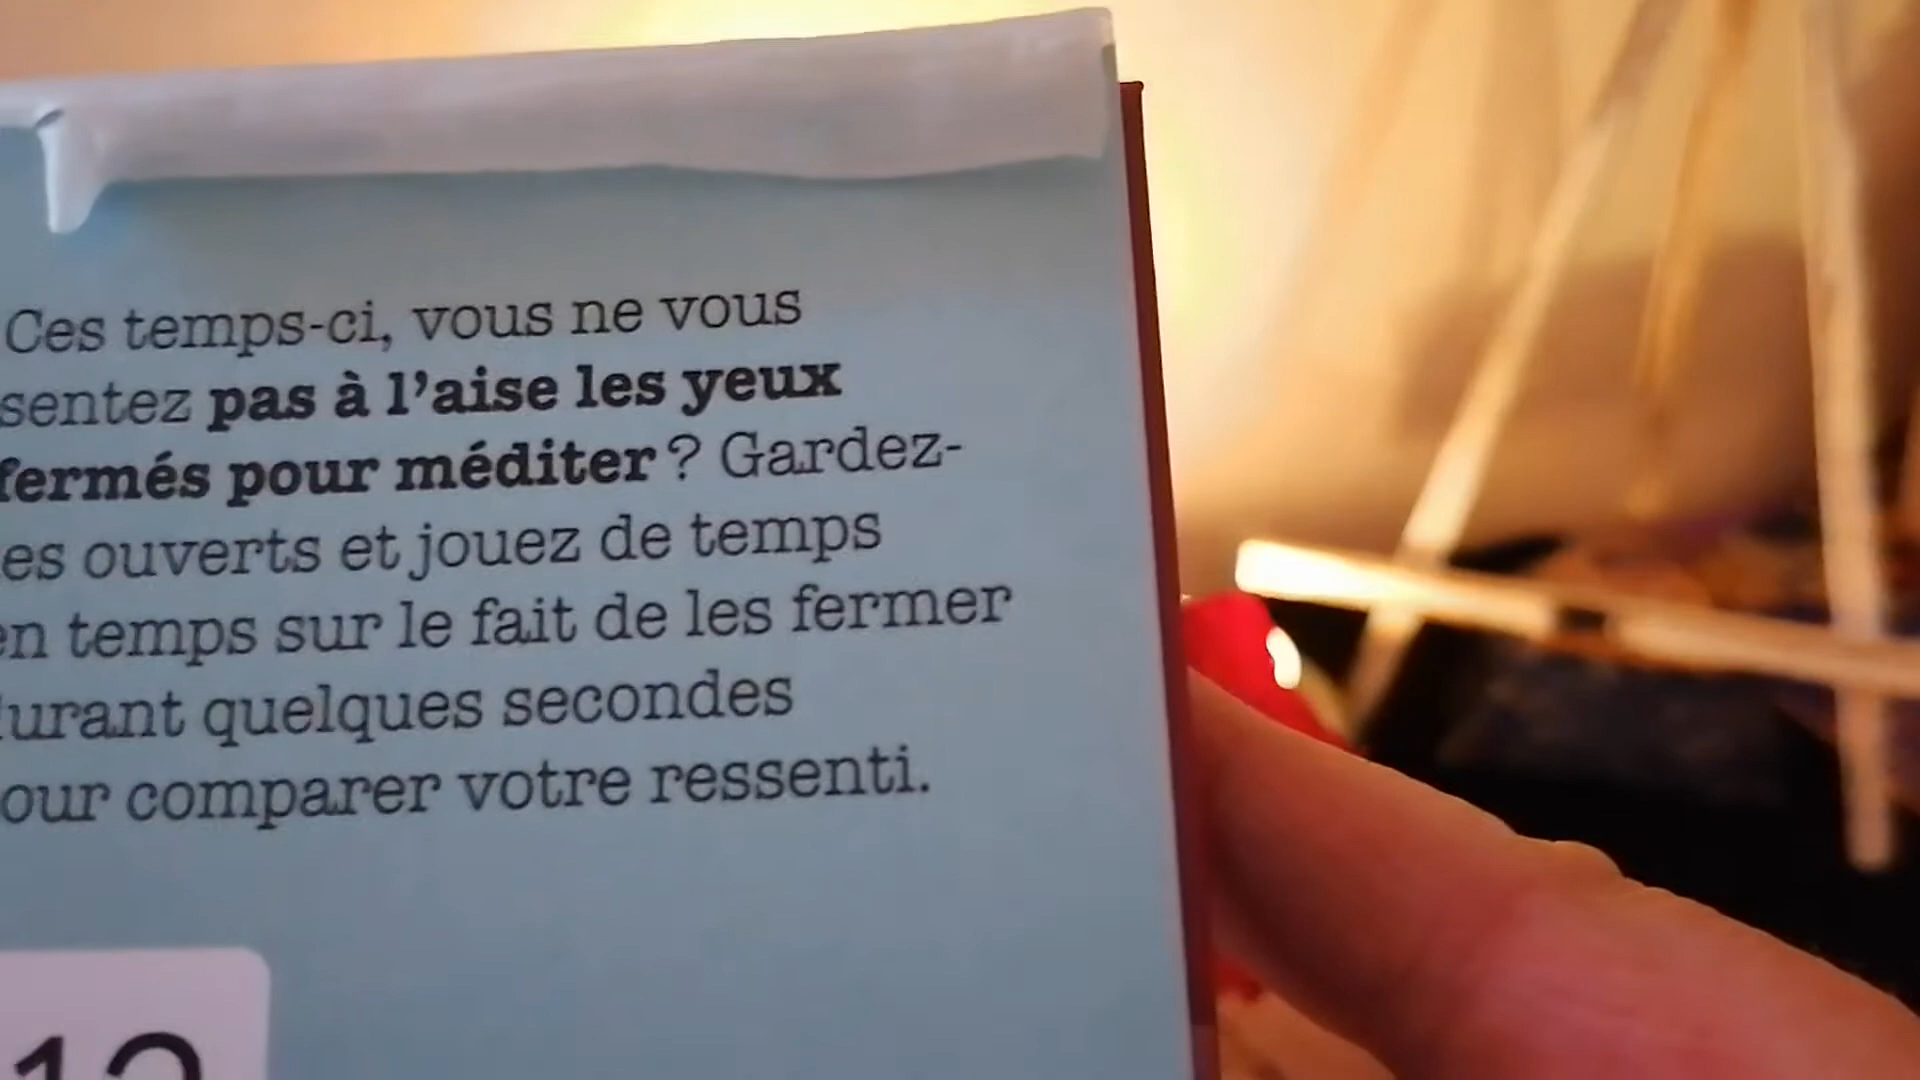 Ces temps-ci, vous ne vous
sentez pas à l’aise les yeux
fermés pour méditer ? Gardez-
es ouverts et jouez de temps
en temps sur le fait de les fermer
urant quelques secondes
our comparer votre ressenti.